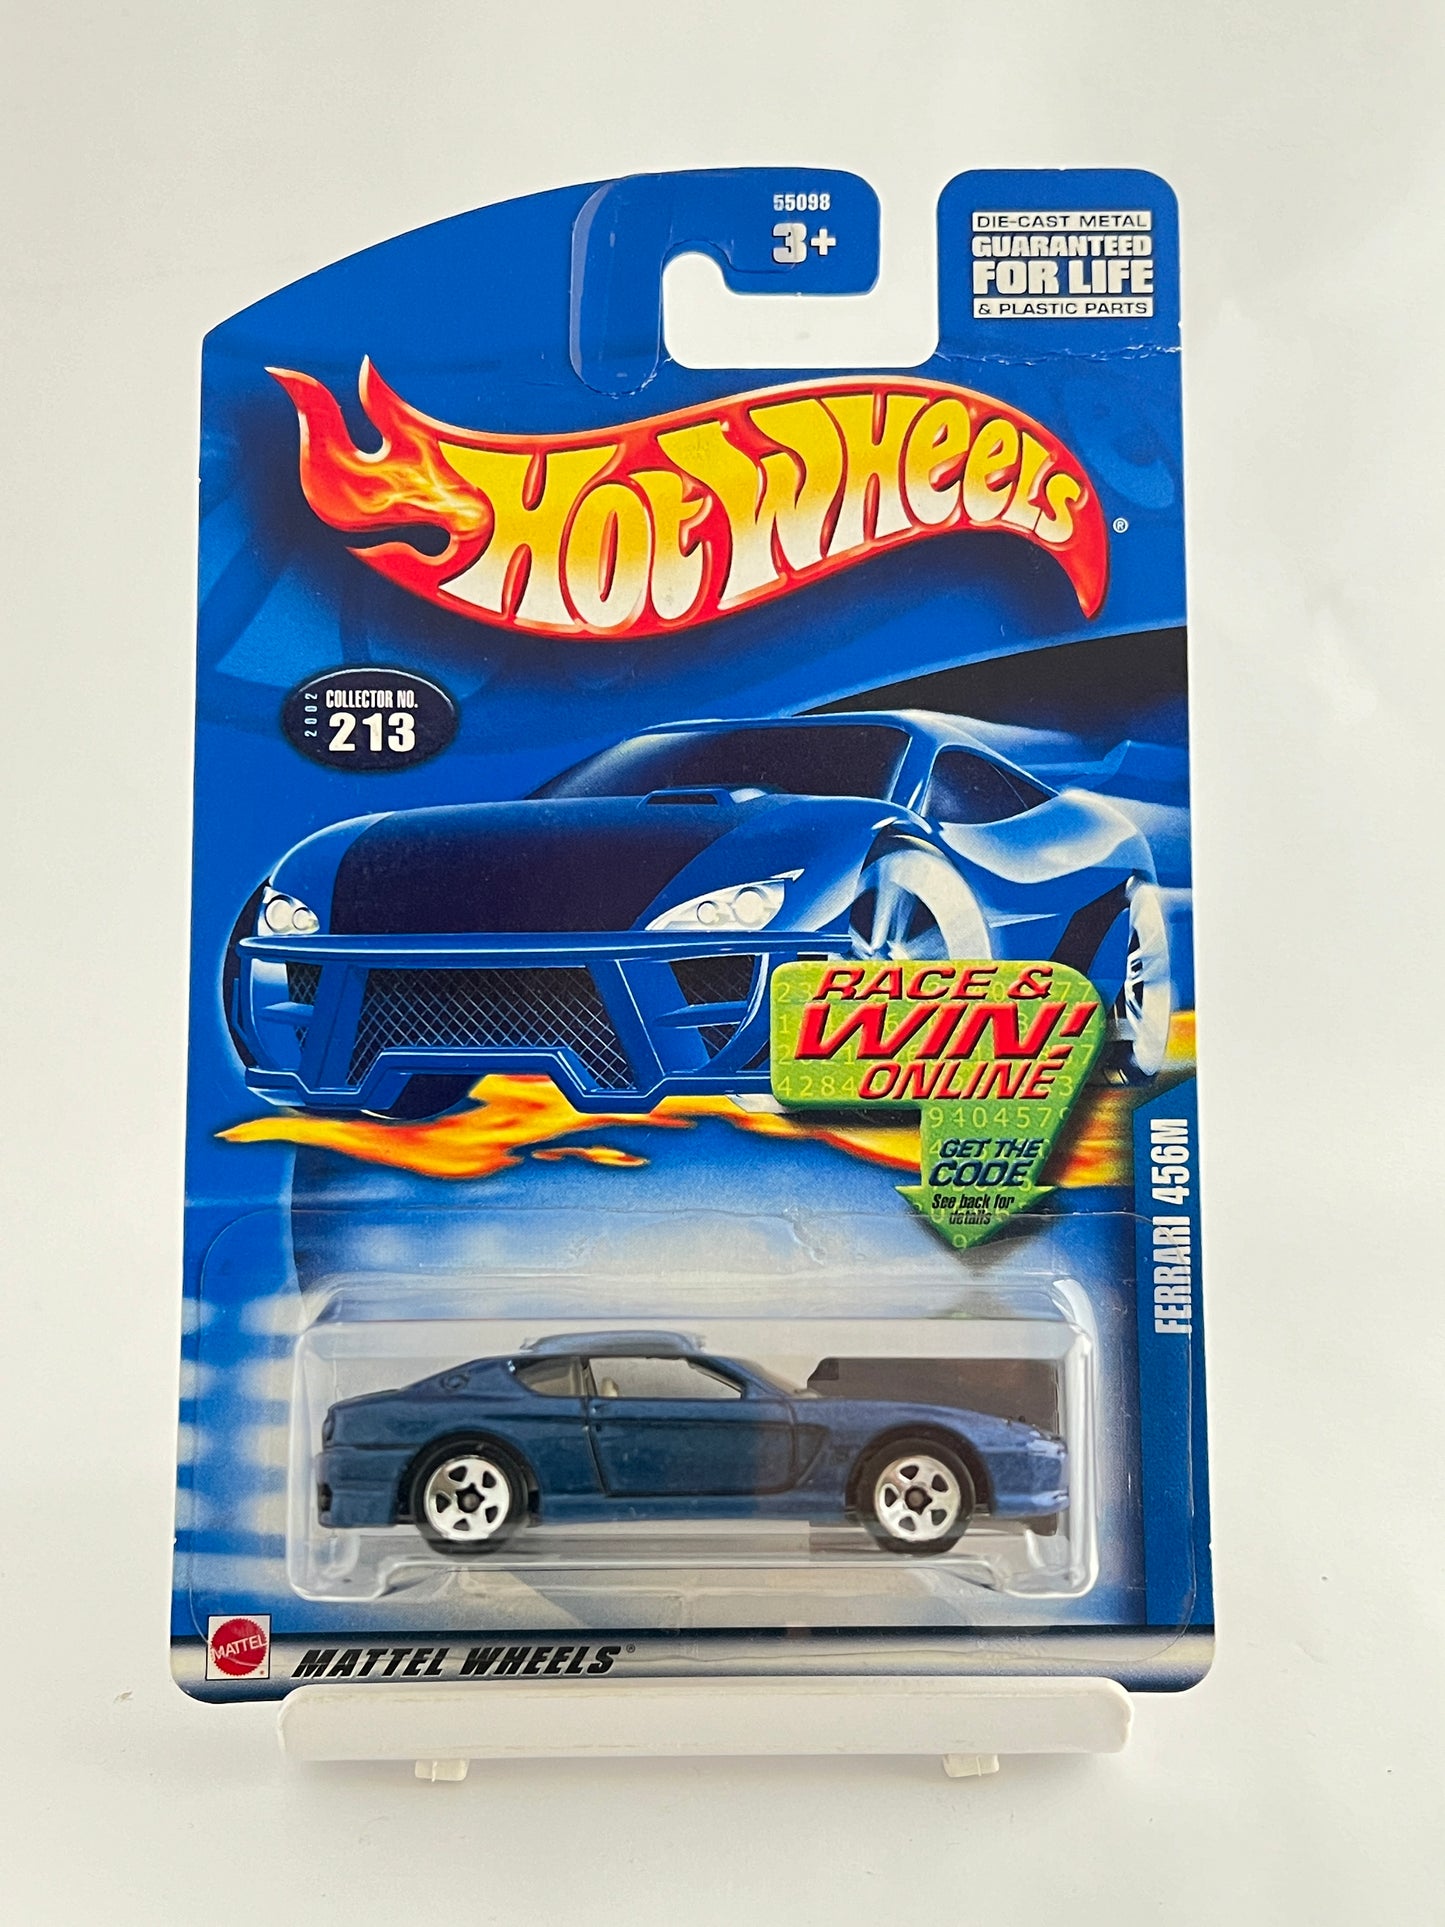 55098
3+
DIE-CAST METAL
GUARANTEED
FOR LIFE
& PLASTIC PARTS
HOT WHEELS®
2002
COLLECTOR NO.
213
RACE &
WIN!
ONLINE
9404579
GET THE
CODE
See back for
details
FERRARI 456M
MATTEL
MATTEL WHEELS®